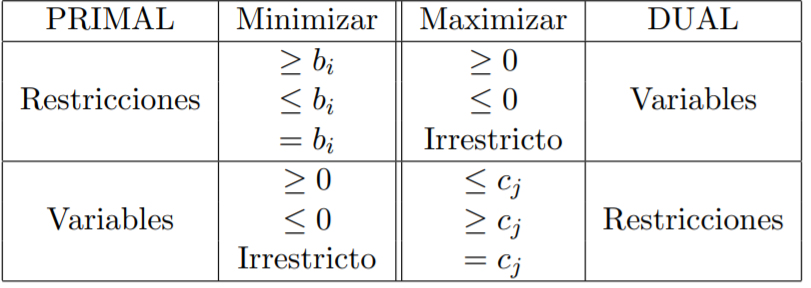 PRIMAL Minimizar Maximizar DUAL
≥ b_i ≥ 0
Restricciones ≤ b_i ≤ 0 Variables
= b_i Irrestricto
≥ 0 ≤ c_j
Variables ≤ 0 ≥ c_j Restricciones
Irrestricto = c_j